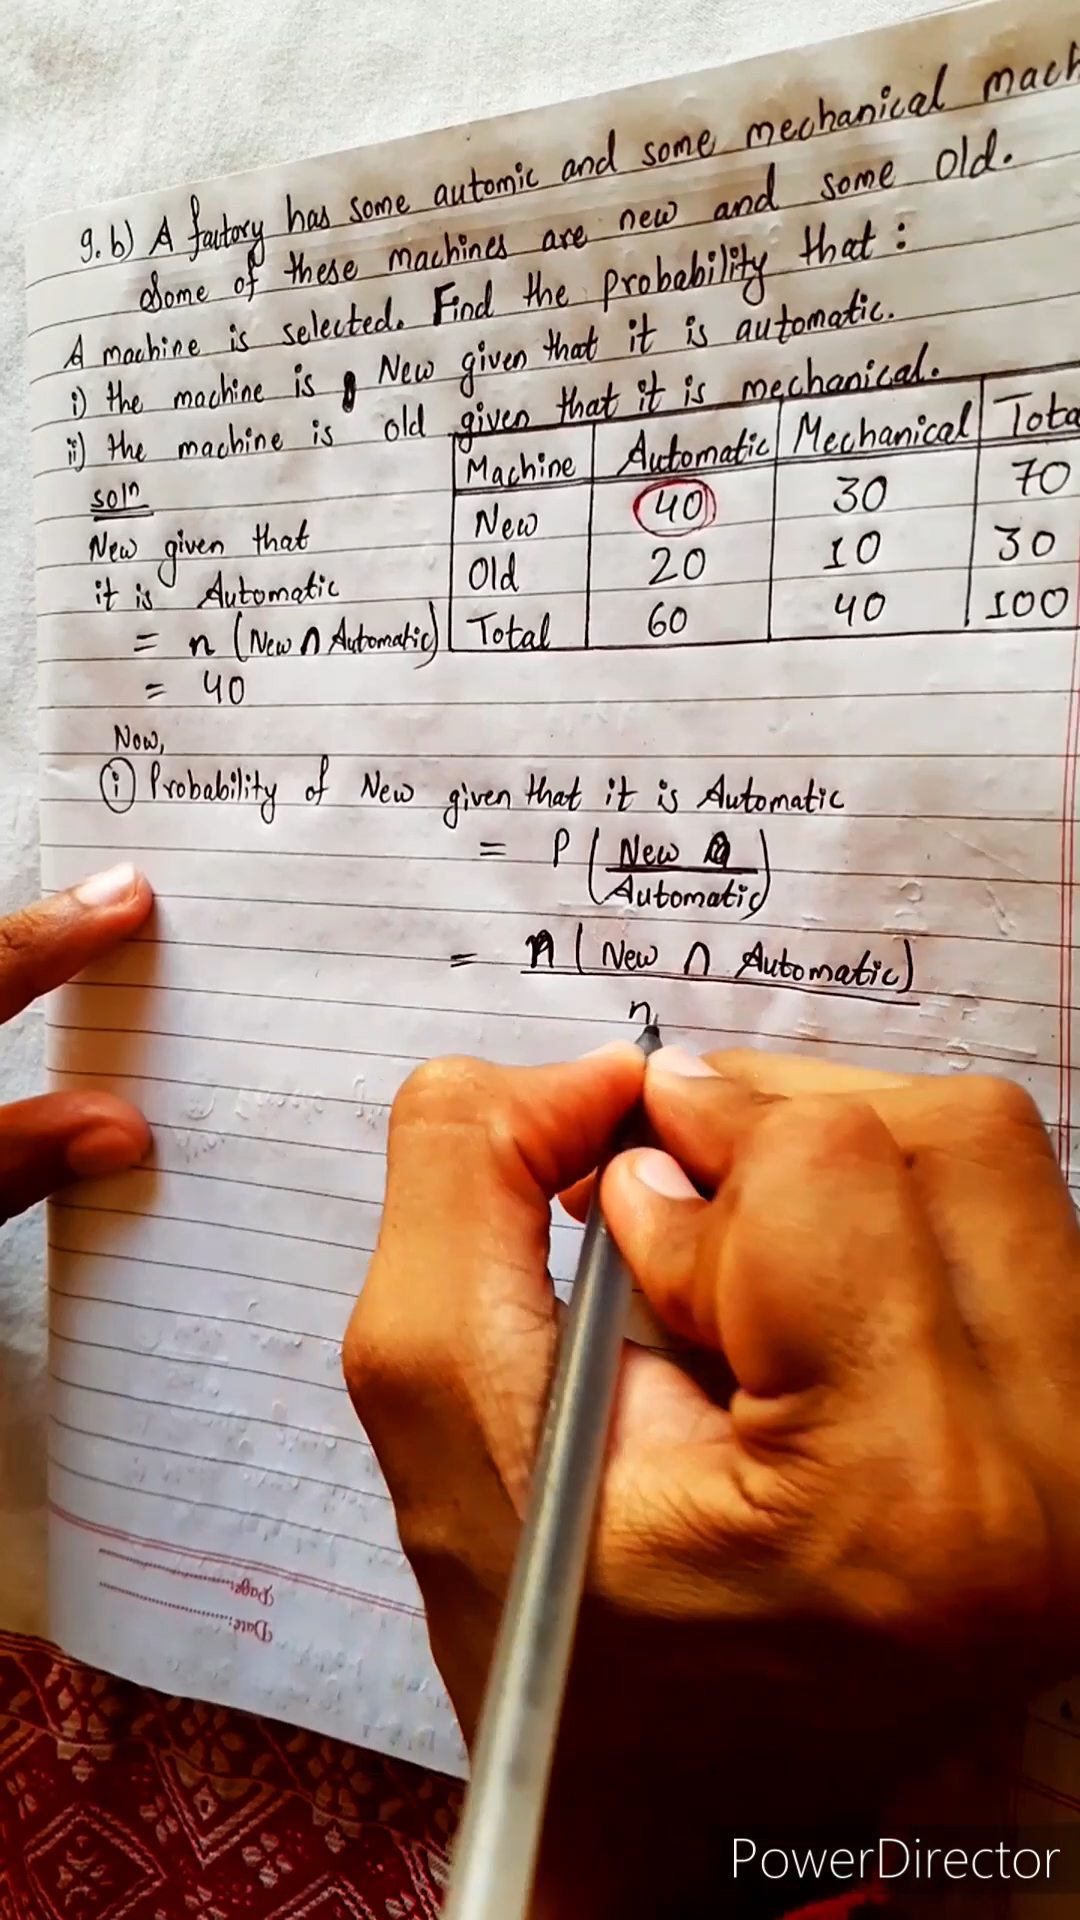 9. b) A factory has some automic and some mechanical mach
Some of these machines are new and some old.
A machine is selected. Find the probability that :
i) the machine is New given that it is automatic.
ii) the machine is old given that it is mechanical.
Machine Automatic Mechanical Tota
New 40 30 70
Old 20 10 30
Total 60 40 100
soln
New given that
it is Automatic
= n (New ∩ Automatic)
= 40
Now,
(i) Probability of New given that it is Automatic
= P (New
Automatic)
= n ( New ∩ Automatic)
n
Page:
Date:
PowerDirector